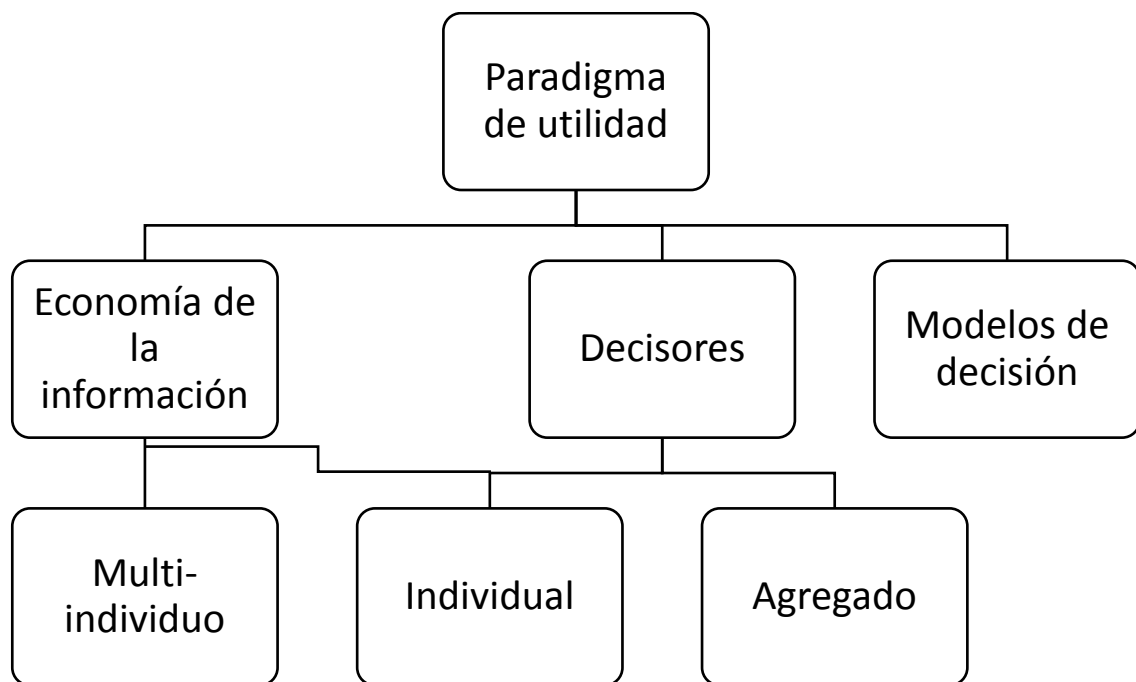 Paradigma
de utilidad
Economía de
la
información
Decisores
Modelos de
decisión
Multi-
individuo
Individual
Agregado